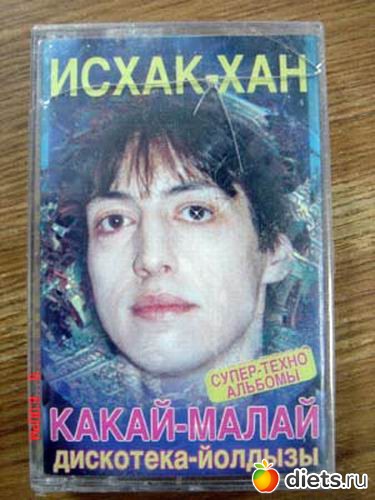 ИСХАК-ХАН
СУПЕР-ТЕХНО
АЛЬБОМЫ
КАКАЙ-МАЛАЙ
ДИСКОТЕКА-ЙОЛДЫЗЫ
diets.ru